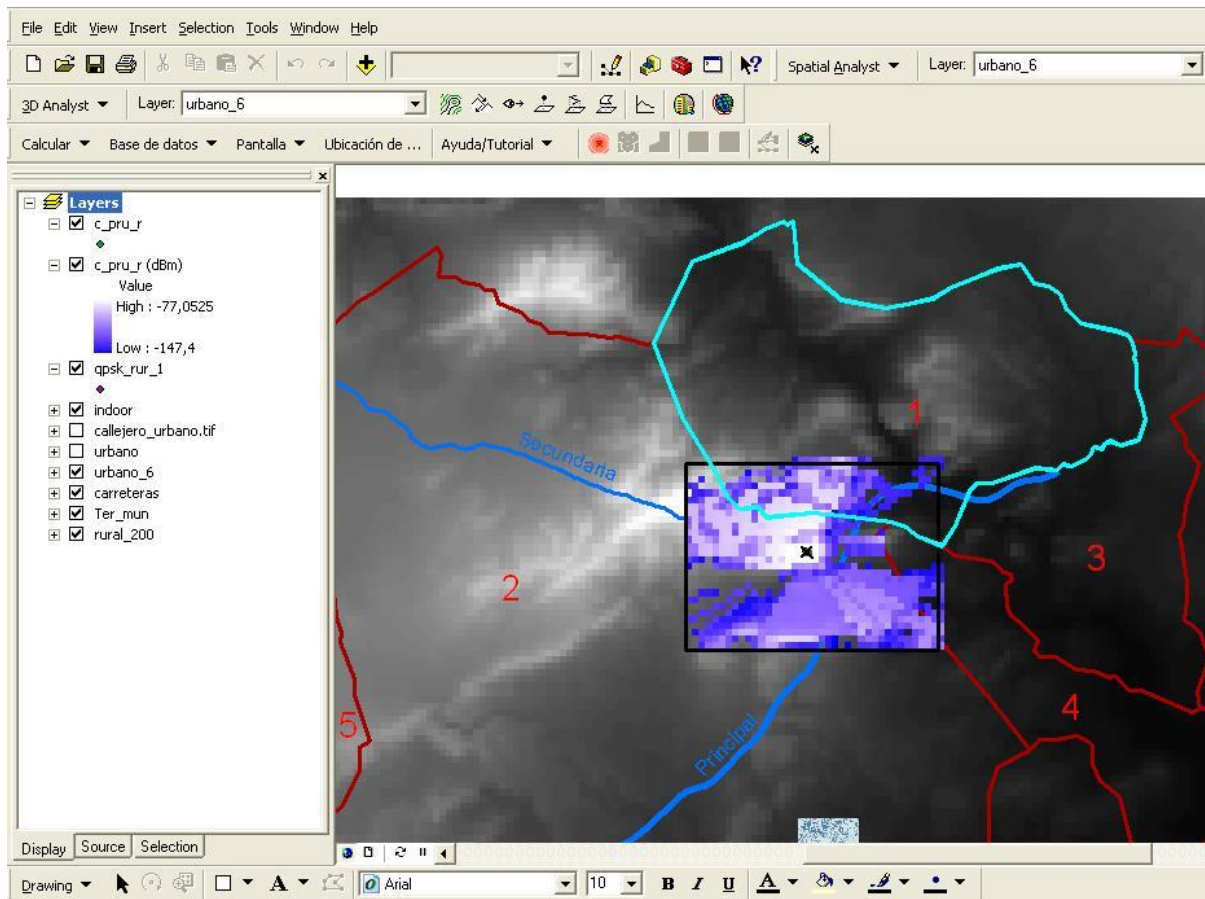 File Edit View Insert Selection Tools Window Help
Spatial Analyst Layer: urbano_6
3D Analyst Layer: urbano_6
Calcular Base de datos Pantalla Ubicación de ... Ayuda/Tutorial
Layers
c_pru_r
c_pru_r (dBm)
Value
High : -77,0525
Low : -147,4
qpsk_rur_1
indoor
callejero_urbano.tif
urbano
urbano_6
carreteras
Ter_mun
rural_200
1
Secundaria
2
3
4
5
Principal
Display Source Selection
Drawing A Arial 10 B I U A